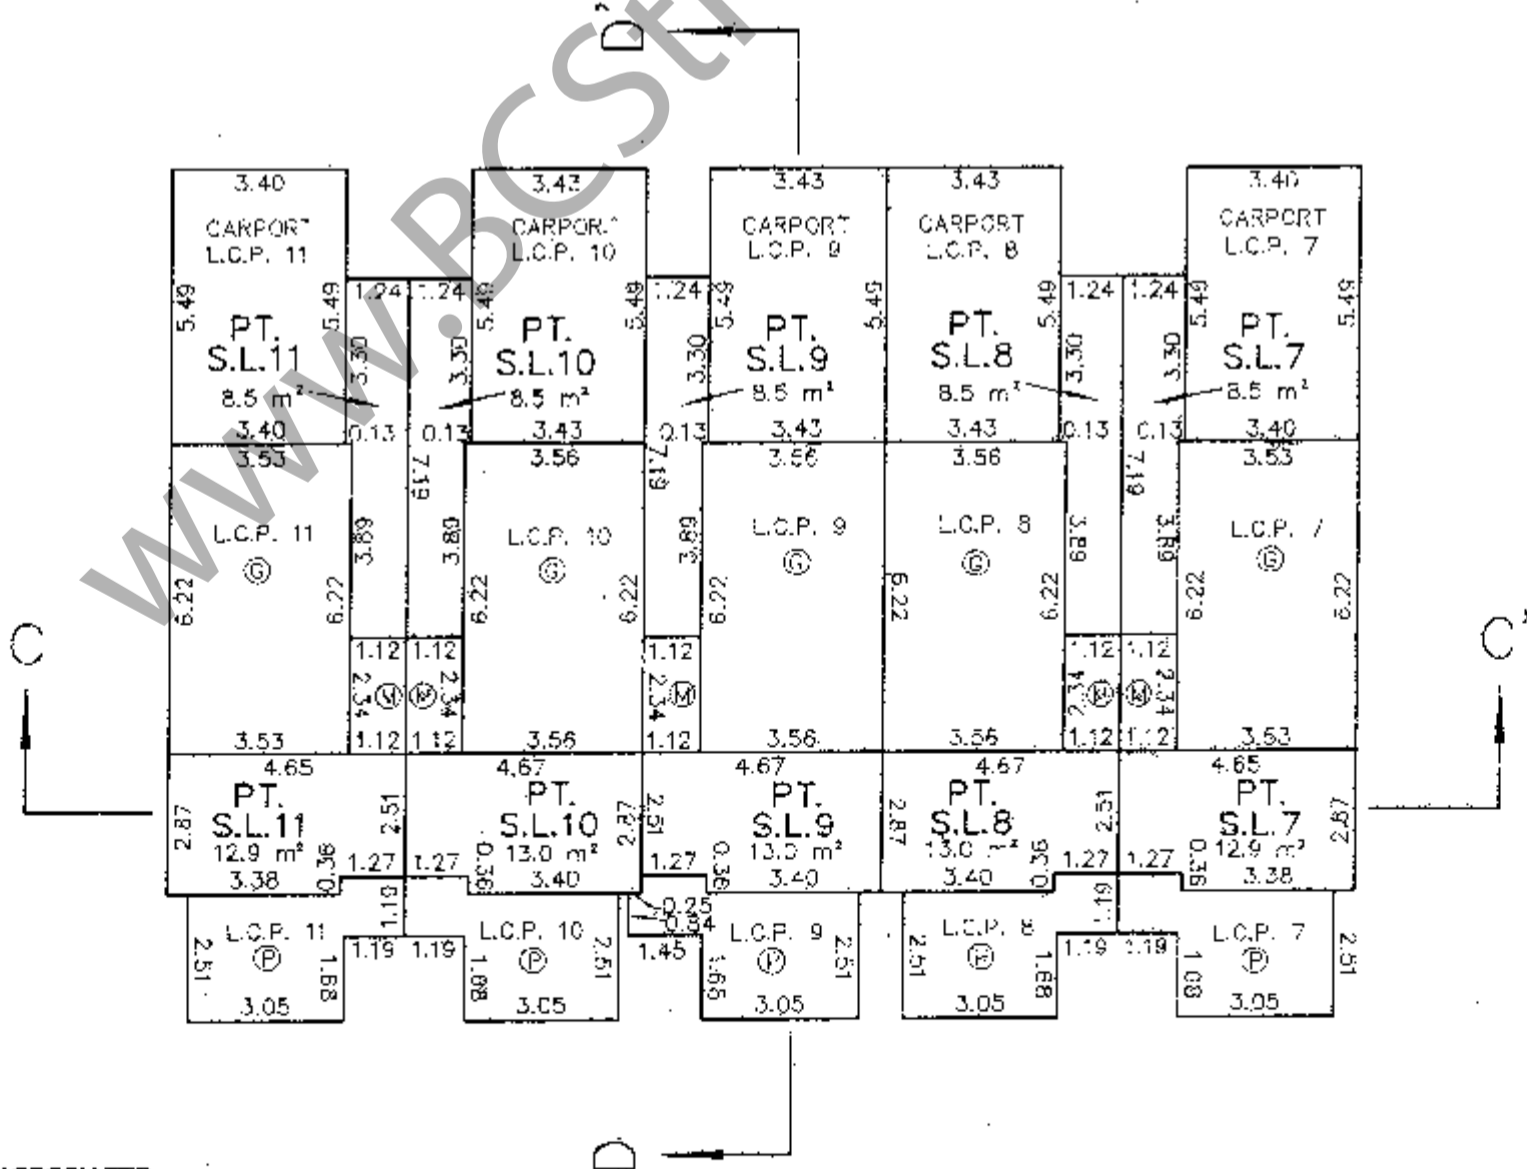 D'
www.BCSt
3.40 3.43 3.43 3.43 3.40
CARPORT CARPORT CARPORT CARPORT CARPORT
L.C.P. 11 L.C.P. 10 L.C.P. 9 L.C.P. 8 L.C.P. 7
1.24 1.24 1.24 1.24 1.24
5.49 5.49 5.49 5.49 5.49 5.49 5.49 5.49 5.49
PT. PT. PT. PT. PT.
S.L.11 S.L.10 S.L.9 S.L.8 S.L.7
3.30 3.30 3.30 3.30 3.30
8.5 m² 8.5 m² 8.5 m² 8.5 m² 8.5 m²
3.40 0.13 0.13 3.43 0.13 3.43 3.43 0.13 0.13 3.40
3.53 3.56 3.56 3.56 3.53
7.19 7.19 7.19
L.C.P. 11 L.C.P. 10 L.C.P. 9 L.C.P. 8 L.C.P. 7
3.89 3.89 3.89 3.89 3.89
G G G G G
6.22 6.22 6.22 6.22 6.22 6.22 6.22 6.22 6.22
C C'
1.12 1.12 1.12 1.12 1.12
2.34 M M 2.34 2.34 M 2.34 M M 2.34
3.53 1.12 1.12 3.56 1.12 3.56 3.56 1.12 1.12 3.53
4.65 4.67 4.67 4.67 4.65
PT. PT. PT. PT. PT.
S.L.11 S.L.10 S.L.9 S.L.8 S.L.7
2.87 2.51 2.87 2.51 2.87 2.51 2.87
12.9 m² 13.0 m² 13.0 m² 13.0 m² 12.9 m²
3.38 0.36 1.27 1.27 0.36 3.40 1.27 0.36 3.40 3.40 0.36 1.27 1.27 0.36 3.38
1.19 0.25 1.19
0.84
L.C.P. 11 L.C.P. 10 L.C.P. 9 L.C.P. 8 L.C.P. 7
1.19 1.19 1.45 1.19 1.19
P P P P
2.51 1.68 1.68 2.51 1.68 2.51 2.51 1.68 1.68 2.51
3.05 3.05 3.05 3.05 3.05
D